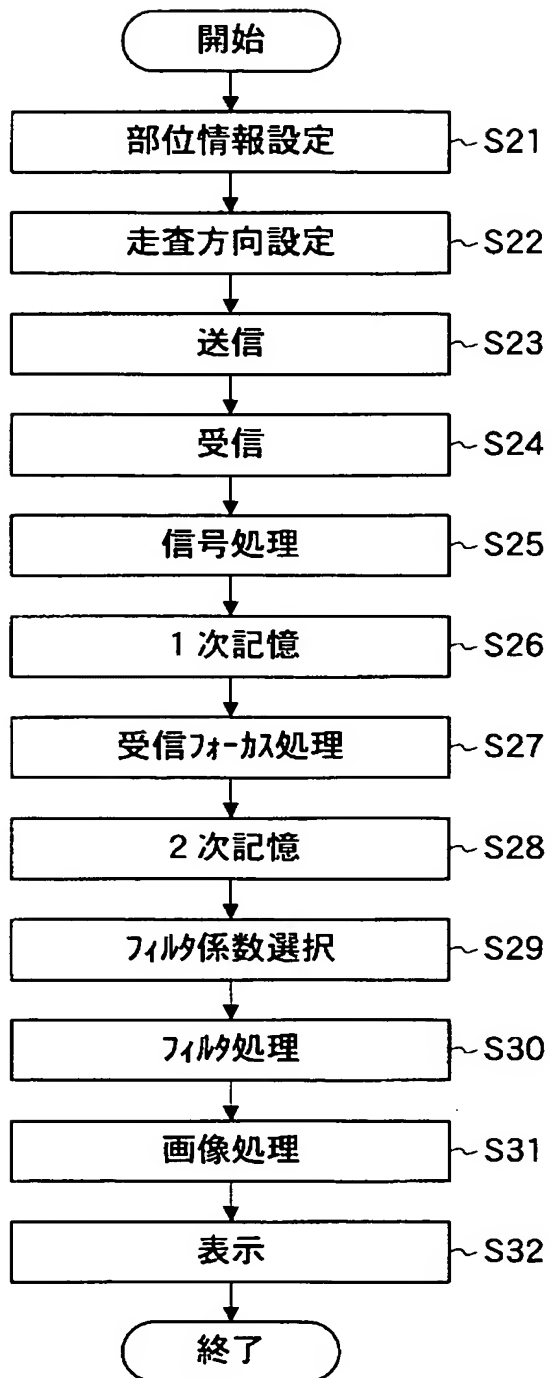 開始
部位情報設定 S21
走査方向設定 S22
送信 S23
受信 S24
信号処理 S25
1次記憶 S26
受信フォーカス処理 S27
2次記憶 S28
フィルタ係数選択 S29
フィルタ処理 S30
画像処理 S31
表示 S32
終了